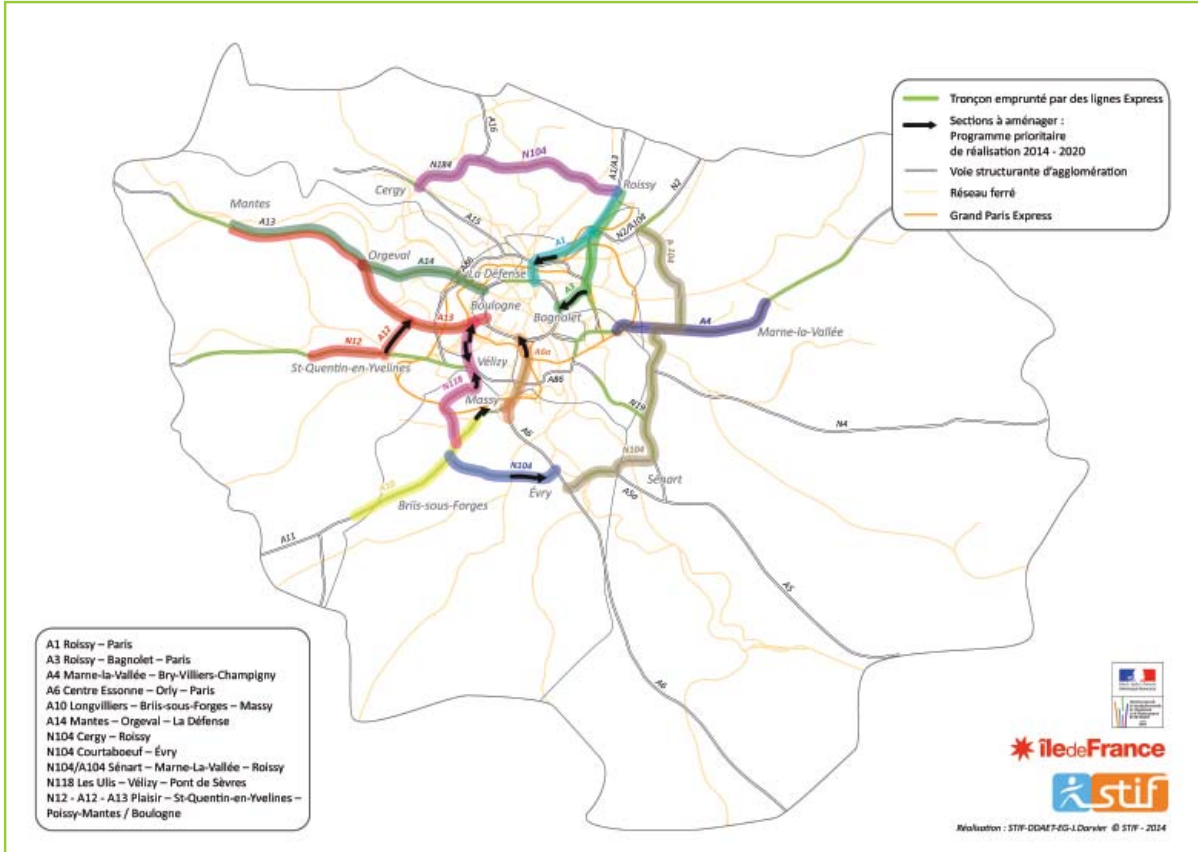 Tronçon emprunté par des lignes Express
Sections à aménager :
Programme prioritaire
de réalisation 2014 - 2020
Voie structurante d'agglomération
Réseau ferré
Grand Paris Express
A16
N184
N104
A1/A3
Roissy
N2
Cergy
A15
N2/A104
Mantes
A13
A1
A 104
Orgeval
A14
A86
La Défense
A3
Boulogne
Bagnolet
A13
A12
A4
Marne-la-Vallée
N12
St-Quentin-en-Yvelines
Vélizy
A6a
A86
N118
Massy
N19
N4
A6
N104
N104
Sénart
A10
Évry
A5a
Briis-sous-Forges
A11
A5
A6
A1 Roissy – Paris
A3 Roissy – Bagnolet – Paris
A4 Marne-la-Vallée – Bry-Villiers-Champigny
A6 Centre Essonne – Orly – Paris
A10 Longvilliers – Briis-sous-Forges – Massy
A14 Mantes – Orgeval – La Défense
N104 Cergy – Roissy
N104 Courtaboeuf – Évry
N104/A104 Sénart – Marne-La-Vallée – Roissy
N118 Les Ulis – Vélizy – Pont de Sèvres
N12 - A12 - A13 Plaisir – St-Quentin-en-Yvelines –
Poissy-Mantes / Boulogne
îledeFrance
stif
Réalisation : STIF-DDAET-EG-J.Darvier © STIF - 2014